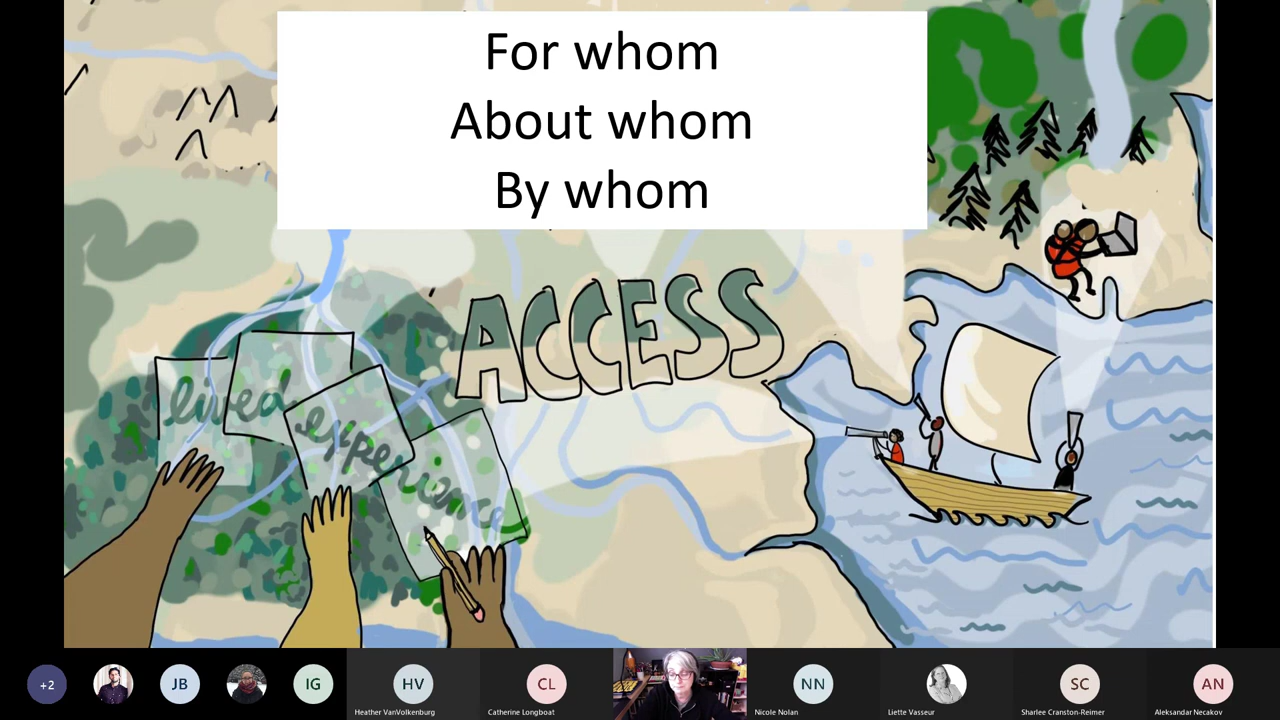 For whom
About whom
By whom
ACCESS
lived
experience
+2
JB
IG
HV
CL
NN
SC
AN
Heather VanVolkenburg
Catherine Longboat
Nicole Nolan
Liette Vasseur
Sharlee Cranston-Reimer
Aleksandar Necakov